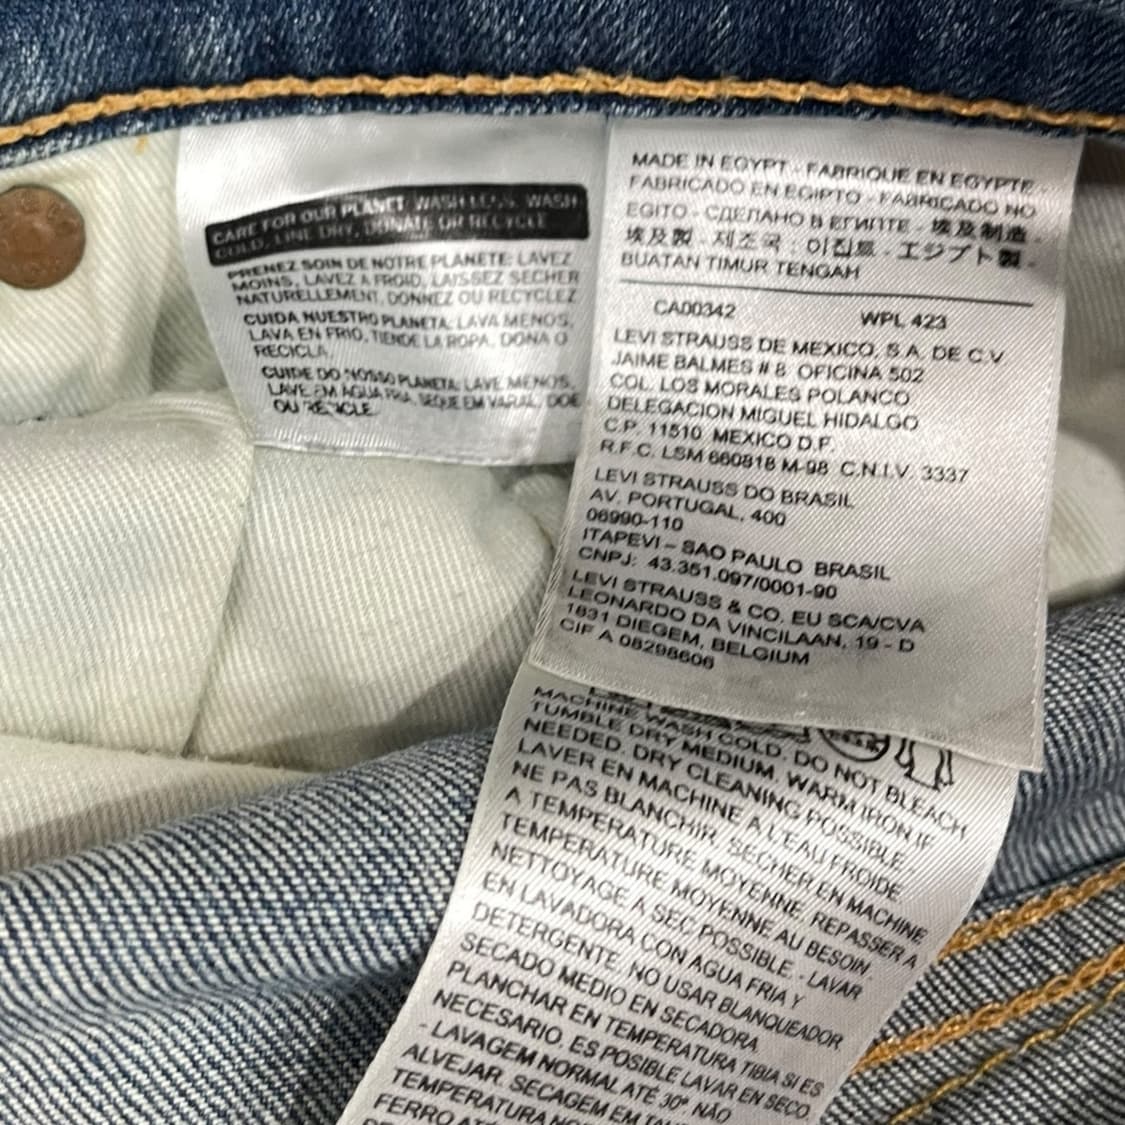 CARE FOR OUR PLANET: WASH LESS, WASH
COLD, LINE DRY, DONATE OR RECYCLE
PRENEZ SOIN DE NOTRE PLANETE: LAVEZ
MOINS, LAVEZ A FROID, LAISSEZ SECHER
NATURELLEMENT, DONNEZ OU RECYCLEZ
CUIDA NUESTRO PLANETA: LAVA MENOS,
LAVA EN FRIO, TIENDE LA ROPA, DONA O
RECICLA.
CUIDE DO NOSSO PLANETA: LAVE MENOS,
LAVE EM AGUA FRIA, SEQUE EM VARAL, DOE
OU RECICLE
MADE IN EGYPT - FABRIQUE EN EGYPTE -
FABRICADO EN EGIPTO - FABRICADO NO
EGITO - СДЕЛАНО В ЕГИПТЕ - 埃及制造 -
埃及製 - 제조국 : 이집트 - エジプト製 -
BUATAN TIMUR TENGAH
CA00342 WPL 423
LEVI STRAUSS DE MEXICO, S.A. DE C.V
JAIME BALMES # 8 OFICINA 502
COL. LOS MORALES POLANCO
DELEGACION MIGUEL HIDALGO
C.P. 11510 MEXICO D.F.
R.F.C. LSM 660818 M-98 C.N.I.V. 3337
LEVI STRAUSS DO BRASIL
AV. PORTUGAL, 400
06990-110
ITAPEVI – SAO PAULO BRASIL
CNPJ: 43.351.097/0001-90
LEVI STRAUSS & CO. EU SCA/CVA
LEONARDO DA VINCILAAN, 19 - D
1831 DIEGEM, BELGIUM
CIF A 08298606
MACHINE WASH COLD. DO NOT BLEACH
TUMBLE DRY MEDIUM. WARM IRON IF
NEEDED. DRY CLEANING POSSIBLE -
LAVER EN MACHINE A L'EAU FROIDE.
NE PAS BLANCHIR. SECHER EN MACHINE
A TEMPERATURE MOYENNE. REPASSER A
TEMPERATURE MOYENNE AU BESOIN.
NETTOYAGE A SEC POSSIBLE - LAVAR
EN LAVADORA CON AGUA FRIA Y
DETERGENTE. NO USAR BLANQUEADOR
SECADO MEDIO EN SECADORA
PLANCHAR EN TEMPERATURA TIBIA SI ES
NECESARIO. ES POSIBLE LAVAR EN SECO.
- LAVAGEM NORMAL ATÉ 30° NÃO
ALVEJAR. SECAGEM EM
TEMPERATURA
FERRO